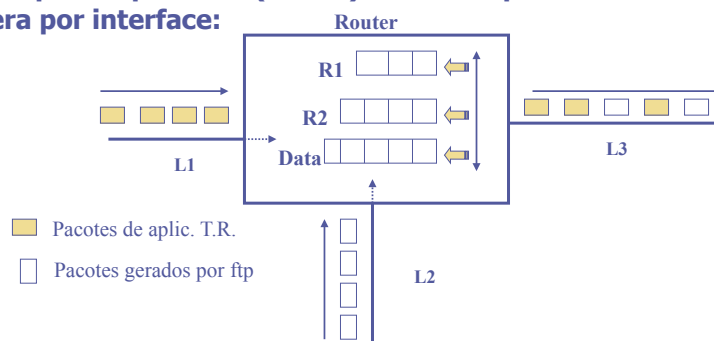 era por interface:
Router
R1
R2
Data
L1
L3
L2
Pacotes de aplic. T.R.
Pacotes gerados por ftp